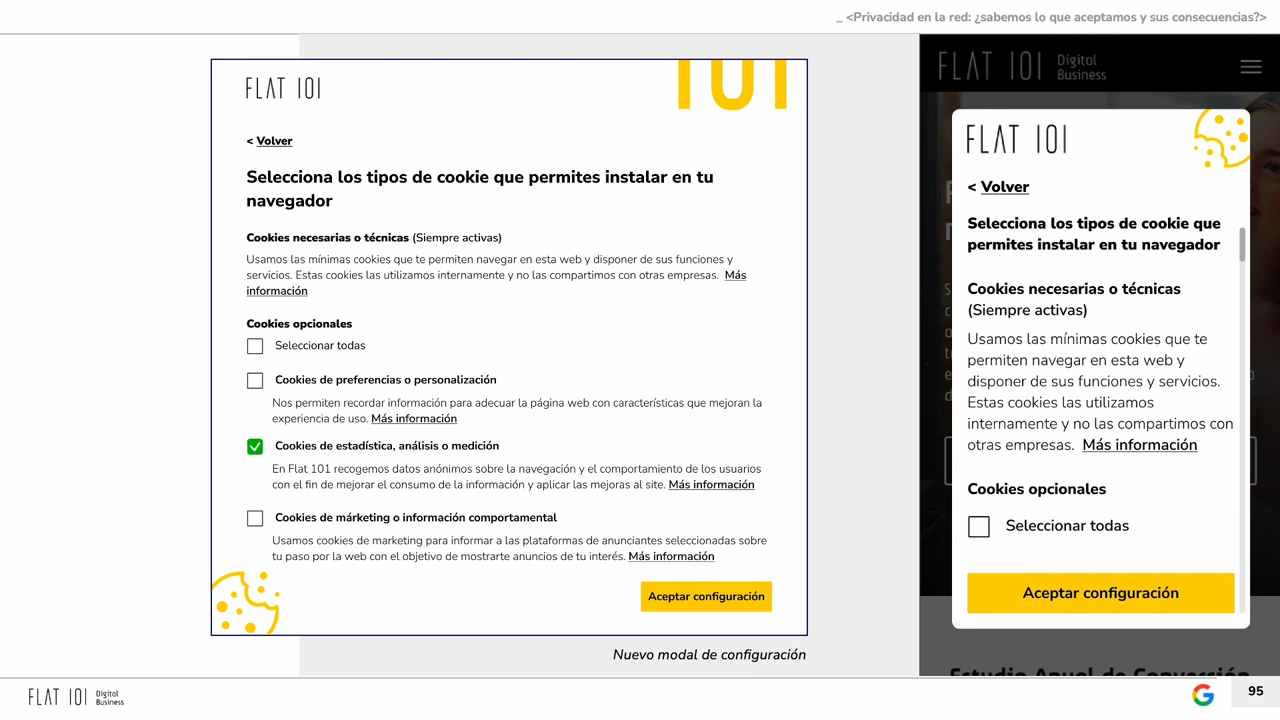 _ <Privacidad en la red: ¿sabemos lo que aceptamos y sus consecuencias?>
FLAT 101
101
< Volver
Selecciona los tipos de cookie que permites instalar en tu
navegador
Cookies necesarias o técnicas (Siempre activas)
Usamos las mínimas cookies que te permiten navegar en esta web y disponer de sus funciones y
servicios. Estas cookies las utilizamos internamente y no las compartimos con otras empresas. Más
información
Cookies opcionales
Seleccionar todas
Cookies de preferencias o personalización
Nos permiten recordar información para adecuar la página web con características que mejoran la
experiencia de uso. Más información
Cookies de estadística, análisis o medición
En Flat 101 recogemos datos anónimos sobre la navegación y el comportamiento de los usuarios
con el fin de mejorar el consumo de la información y aplicar las mejoras al site. Más información
Cookies de márketing o información comportamental
Usamos cookies de marketing para informar a las plataformas de anunciantes seleccionadas sobre
tu paso por la web con el objetivo de mostrarte anuncios de tu interés. Más información
Aceptar configuración
Nuevo modal de configuración
FLAT 101 Digital
Business
FLAT 101
< Volver
Selecciona los tipos de cookie que
permites instalar en tu navegador
Cookies necesarias o técnicas
(Siempre activas)
Usamos las mínimas cookies que te
permiten navegar en esta web y
disponer de sus funciones y servicios.
Estas cookies las utilizamos
internamente y no las compartimos con
otras empresas. Más información
Cookies opcionales
Seleccionar todas
Aceptar configuración
Estudio Anual de Conversión
FLAT 101 Digital
Business
95